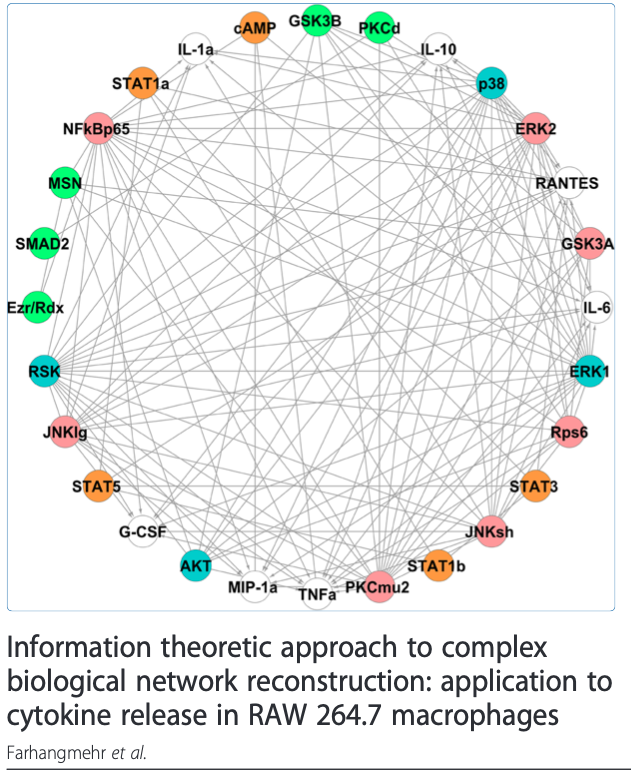 GSK3B
cAMP
PKCd
IL-1a
IL-10
STAT1a
p38
NFkBp65
ERK2
MSN
RANTES
SMAD2
GSK3A
Ezr/Rdx
IL-6
RSK
ERK1
JNKlg
Rps6
STAT5
STAT3
G-CSF
JNKsh
AKT
STAT1b
MIP-1a
TNFa
PKCmu2
Information theoretic approach to complex
biological network reconstruction: application to
cytokine release in RAW 264.7 macrophages
Farhangmehr et al.